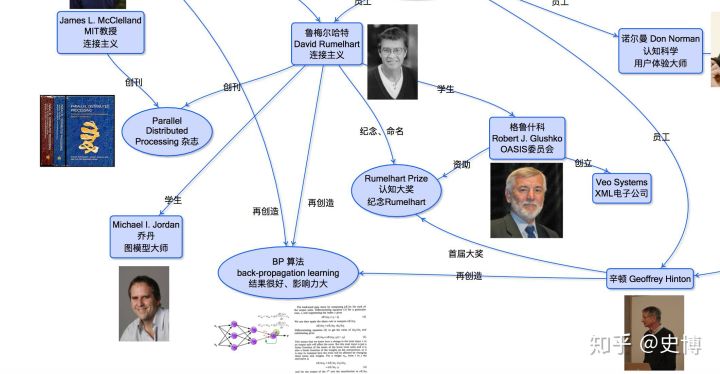 员工
员工
James L. McClelland
MIT教授
连接主义
鲁梅尔哈特
David Rumelhart
连接主义
诺尔曼 Don Norman
认知科学
用户体验大师
创刊
创刊
学生
PARALLEL DISTRIBUTED
PROCESSING
Parallel
Distributed
Processing 杂志
纪念、命名
格鲁什科
Robert J. Glushko
OASIS委员会
员工
资助
创立
Rumelhart Prize
认知大奖
纪念Rumelhart
Veo Systems
XML电子公司
学生
再创造
再创造
Michael I. Jordan
乔丹
图模型大师
首届大奖
BP 算法
back-propagation learning
结果很好、影响力大
再创造
辛顿 Geoffrey Hinton
知乎 @史博